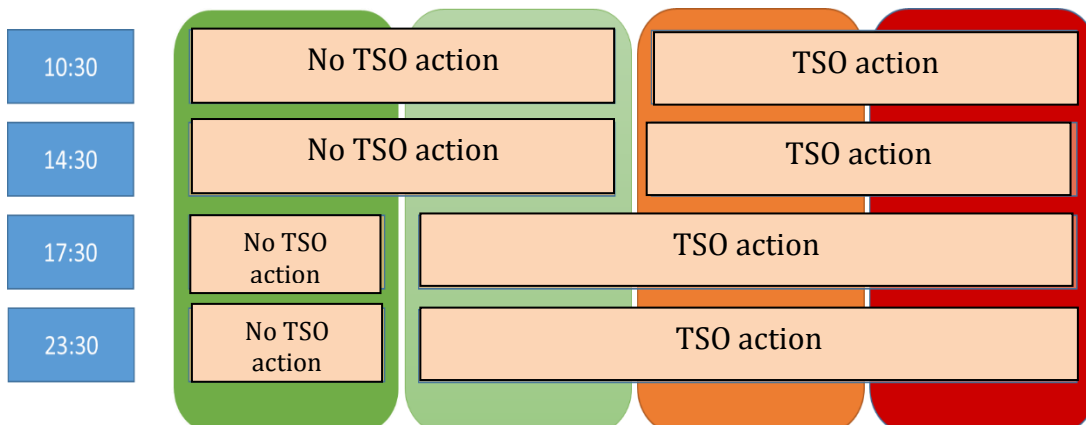 10:30
No TSO action
TSO action
14:30
No TSO action
TSO action
17:30
No TSO
action
TSO action
23:30
No TSO
action
TSO action